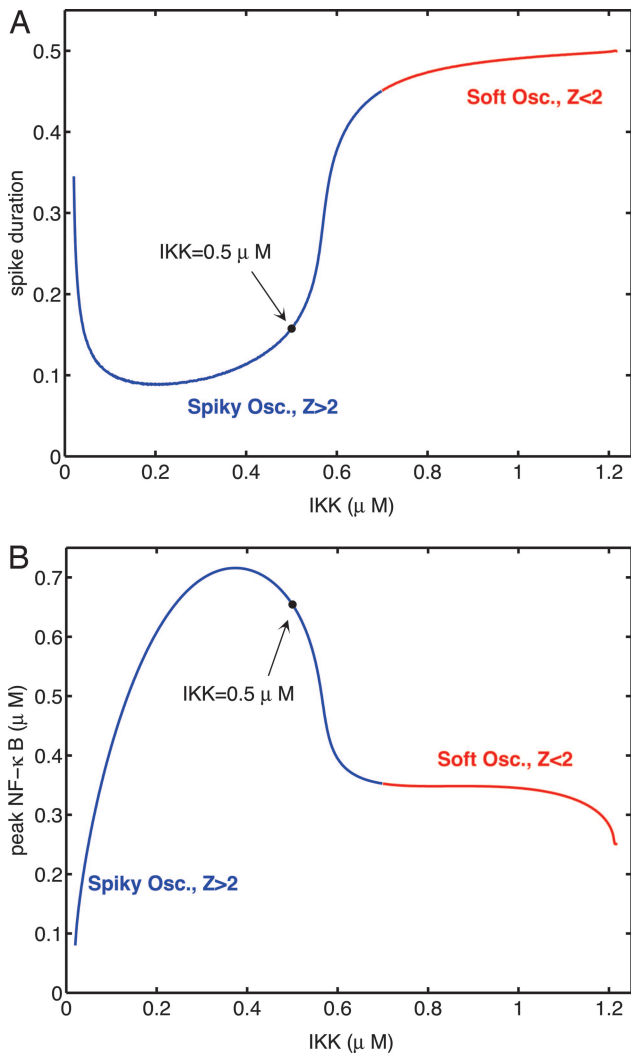 A
0.5
0.4
0.3
0.2
0.1
0
spike duration
Soft Osc., Z<2
IKK=0.5 μ M
Spiky Osc., Z>2
0
0.2
0.4
0.6
0.8
1
1.2
IKK (μ M)
B
0.7
0.6
0.5
0.4
0.3
0.2
0.1
0
peak NF-κ B (μ M)
IKK=0.5 μ M
Soft Osc., Z<2
Spiky Osc., Z>2
0
0.2
0.4
0.6
0.8
1
1.2
IKK (μ M)